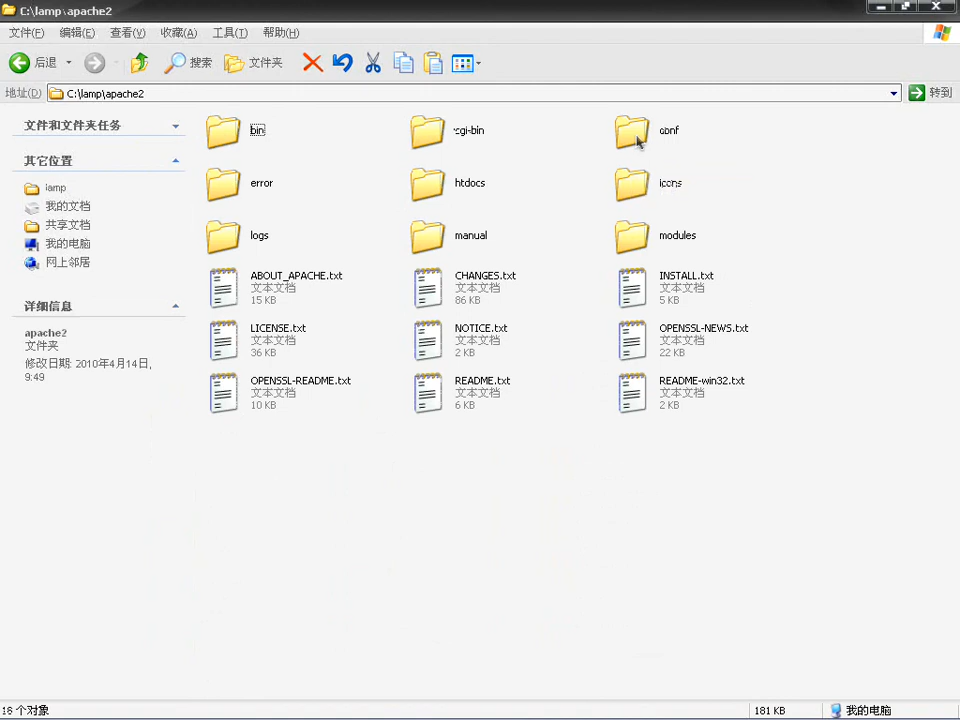 C:\lamp\apache2
文件(F) 编辑(E) 查看(V) 收藏(A) 工具(T) 帮助(H)
后退 搜索 文件夹
地址(D) C:\lamp\apache2 转到
文件和文件夹任务
其它位置
lamp
我的文档
共享文档
我的电脑
网上邻居
详细信息
apache2
文件夹
修改日期: 2010年4月14日,
9:49
bin cgi-bin conf
error htdocs icons
logs manual modules
ABOUT_APACHE.txt
文本文档
15 KB
CHANGES.txt
文本文档
86 KB
INSTALL.txt
文本文档
5 KB
LICENSE.txt
文本文档
36 KB
NOTICE.txt
文本文档
2 KB
OPENSSL-NEWS.txt
文本文档
22 KB
OPENSSL-README.txt
文本文档
10 KB
README.txt
文本文档
6 KB
README-win32.txt
文本文档
2 KB
16 个对象 181 KB 我的电脑